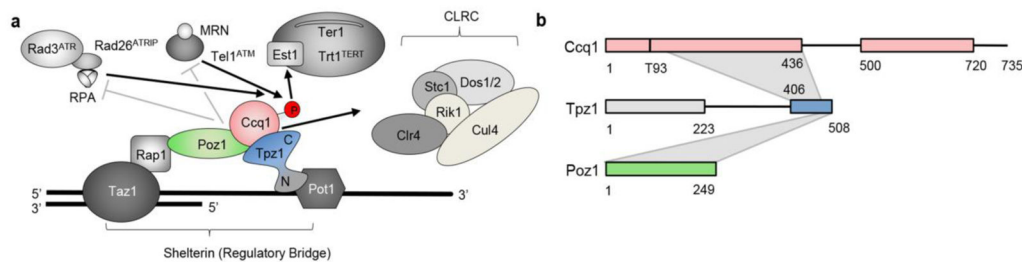 a
Rad3ATR
Rad26ATRIP
RPA
MRN
Tel1ATM
Ter1
Est1
Trt1TERT
P
CLRC
Stc1
Dos1/2
Rik1
Clr4
Cul4
Ccq1
Poz1
Tpz1
C
N
Rap1
Taz1
Pot1
5’
3’
3’
5’
Shelterin (Regulatory Bridge)
b
Ccq1
1
T93
436
500
720
735
Tpz1
406
1
223
508
Poz1
1
249